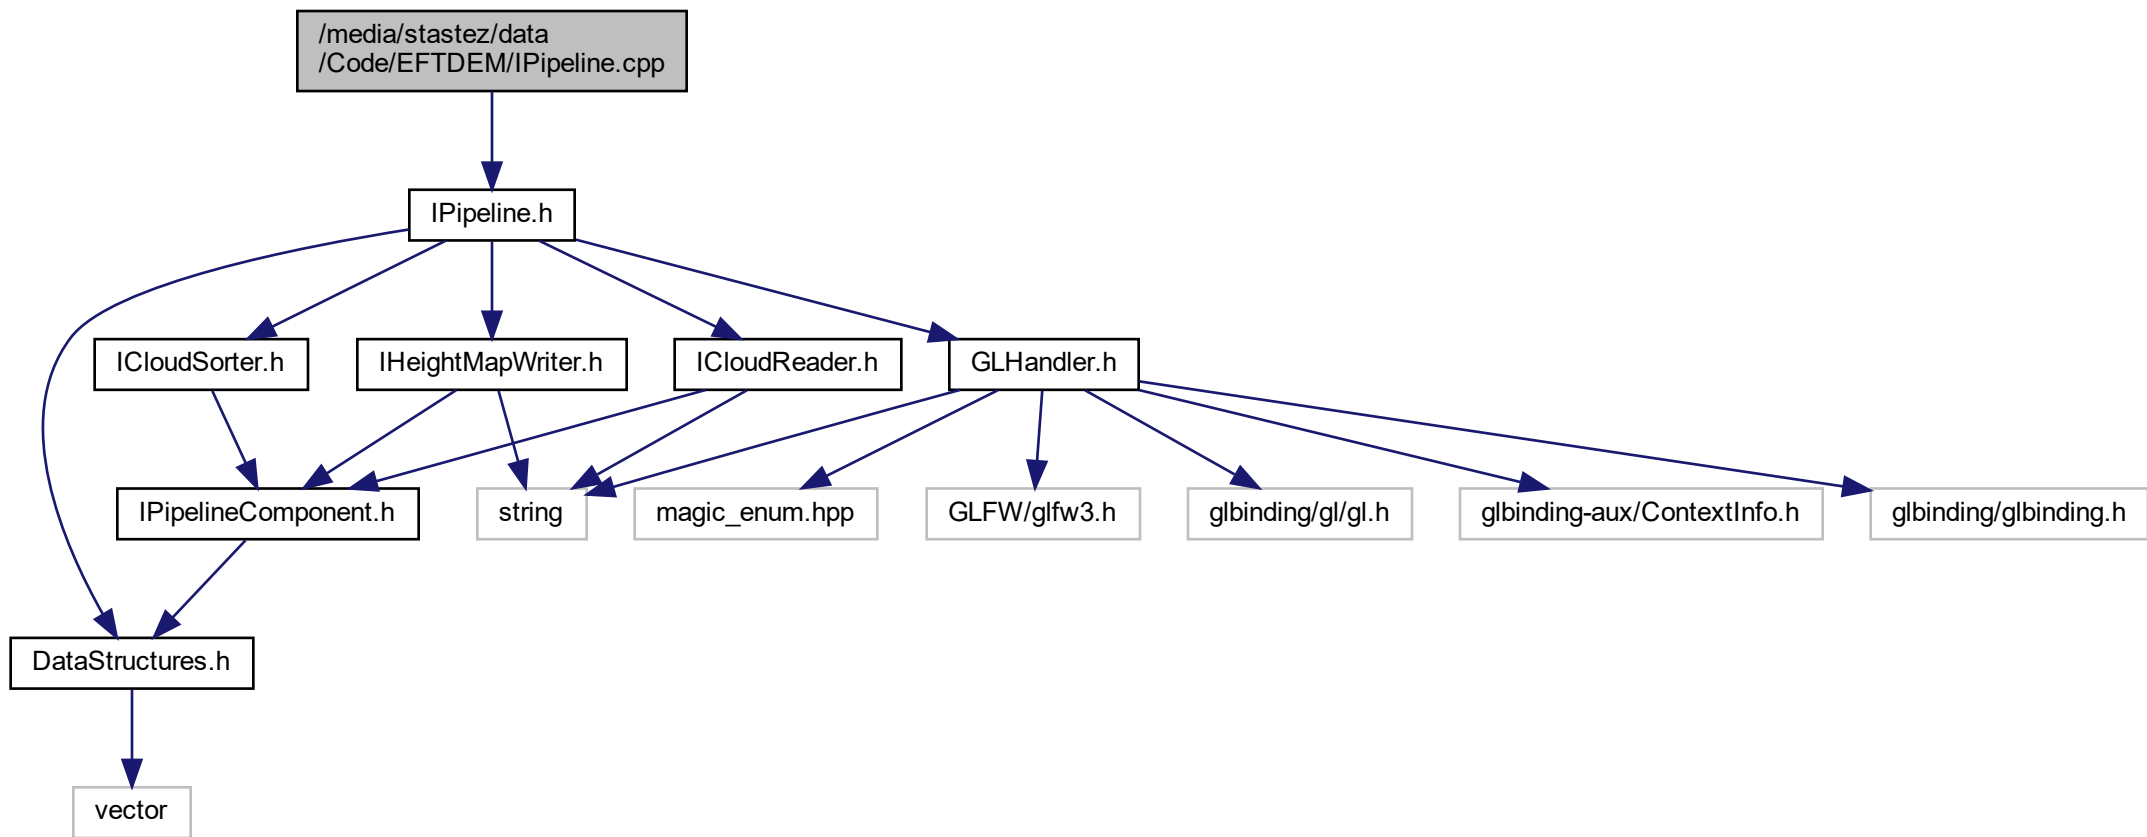 /media/stastez/data
/Code/EFTDEM/IPipeline.cpp
IPipeline.h
ICloudSorter.h
IHeightMapWriter.h
ICloudReader.h
GLHandler.h
IPipelineComponent.h
string
magic_enum.hpp
GLFW/glfw3.h
glbinding/gl/gl.h
glbinding-aux/ContextInfo.h
glbinding/glbinding.h
DataStructures.h
vector